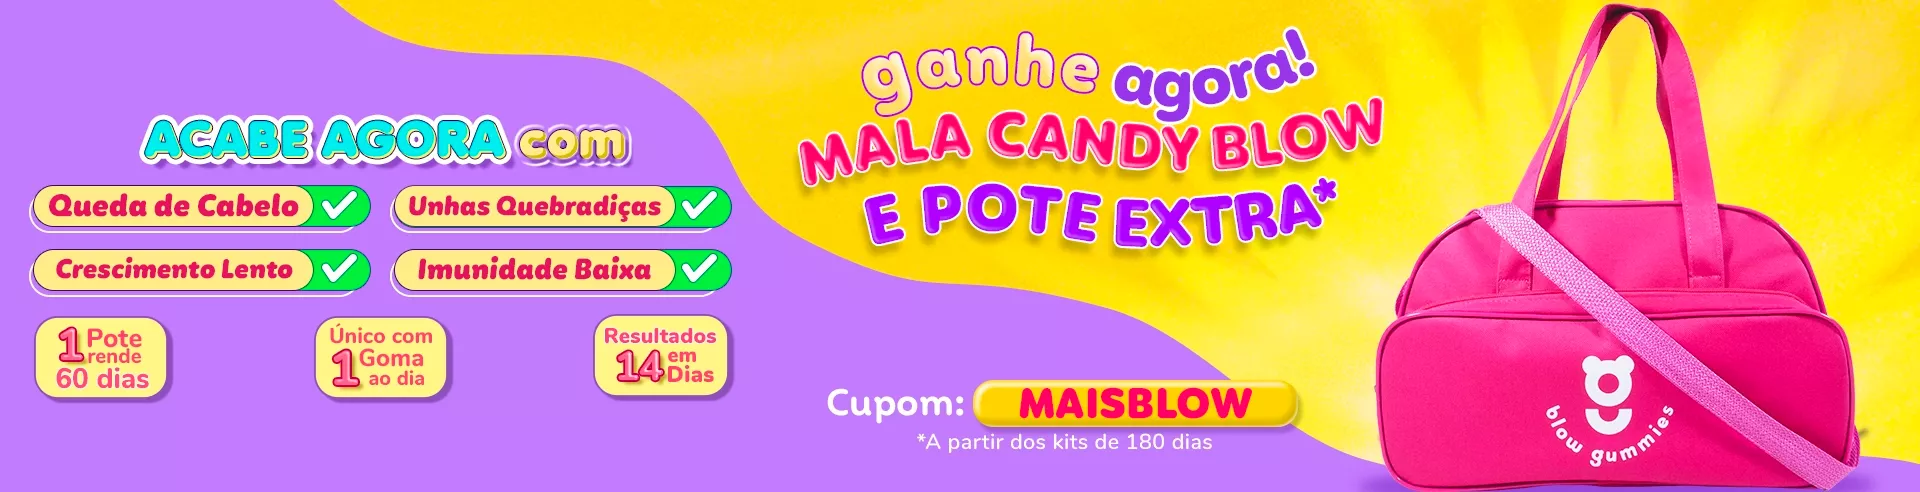 ACABE AGORA com
Queda de Cabelo
Unhas Quebradiças
Crescimento Lento
Imunidade Baixa
1 Pote
rende
60 dias
Único com
1 Goma
ao dia
Resultados
14 em
Dias
ganhe agora!
MALA CANDY BLOW
E POTE EXTRA*
Cupom: MAISBLOW
*A partir dos kits de 180 dias
g
blow gummies